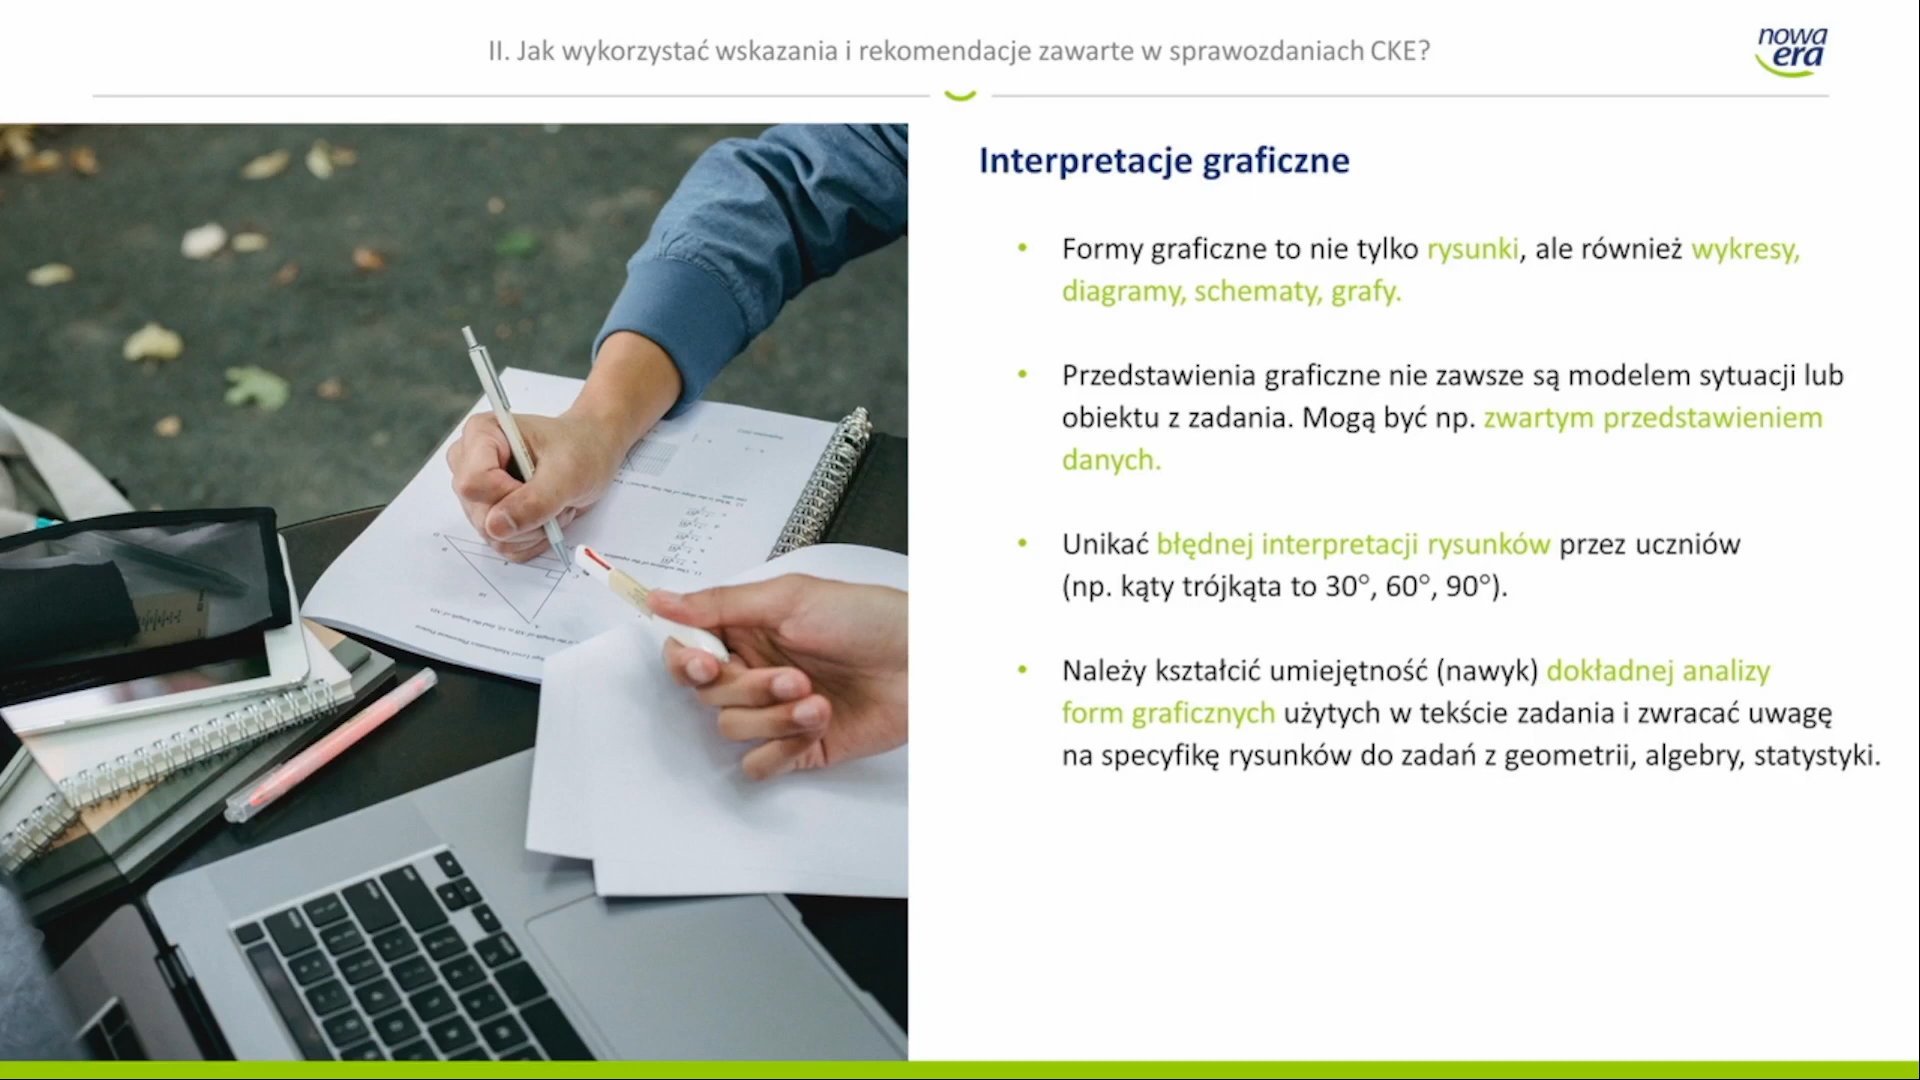 II. Jak wykorzystać wskazania i rekomendacje zawarte w sprawozdaniach CKE?
nowa
era
Interpretacje graficzne
• Formy graficzne to nie tylko rysunki, ale również wykresy,
diagramy, schematy, grafy.
• Przedstawienia graficzne nie zawsze są modelem sytuacji lub
obiektu z zadania. Mogą być np. zwartym przedstawieniem
danych.
• Unikać błędnej interpretacji rysunków przez uczniów
(np. kąty trójkąta to 30°, 60°, 90°).
• Należy kształcić umiejętność (nawyk) dokładnej analizy
form graficznych użytych w tekście zadania i zwracać uwagę
na specyfikę rysunków do zadań z geometrii, algebry, statystyki.